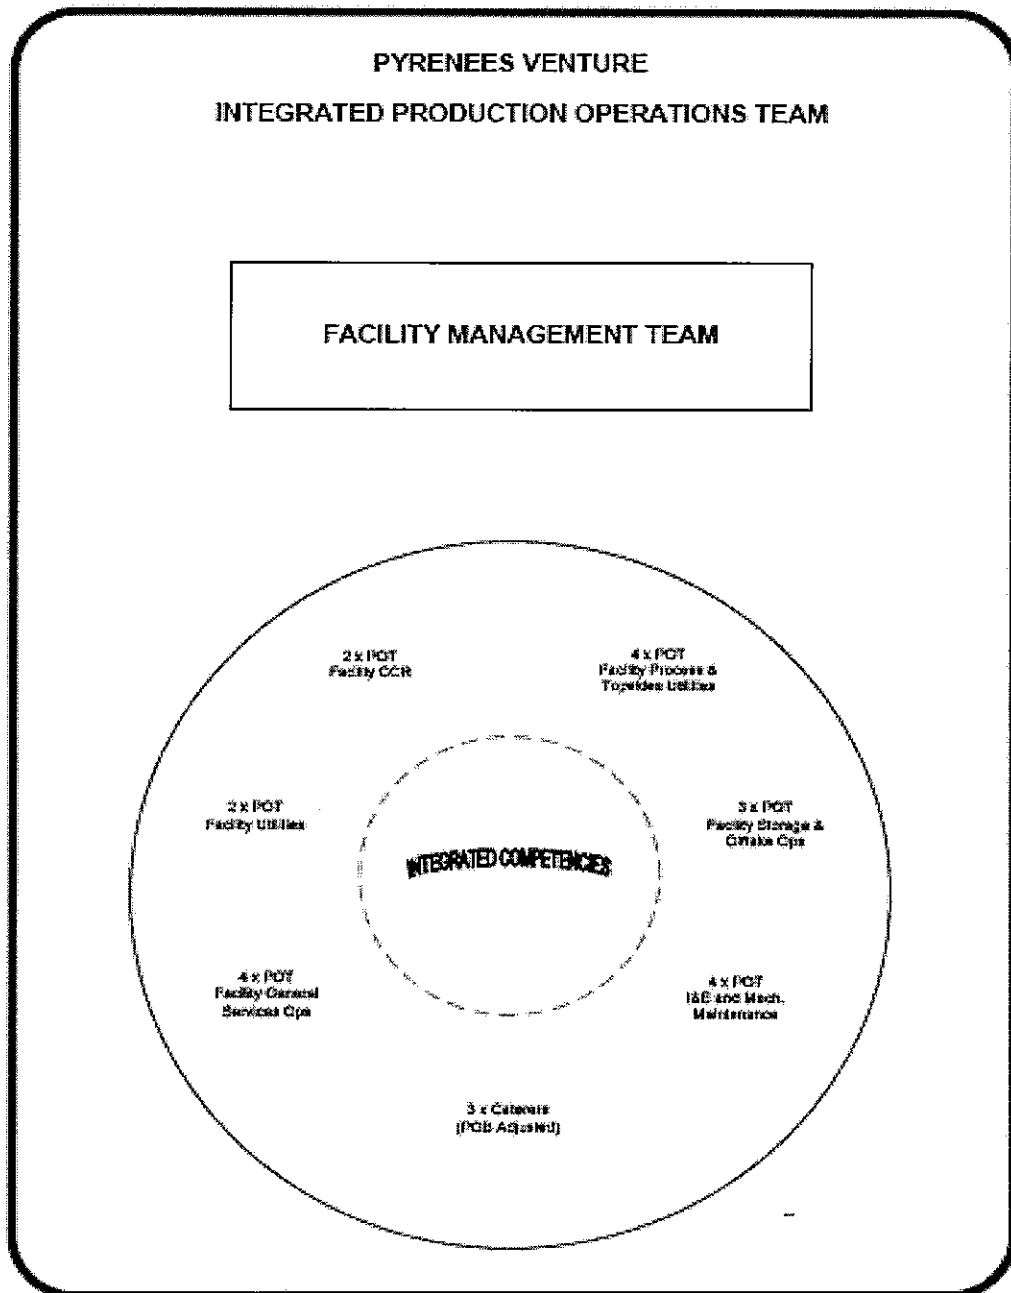 PYRENEES VENTURE
INTEGRATED PRODUCTION OPERATIONS TEAM
FACILITY MANAGEMENT TEAM
2 x POT
Facility CCR
4 x POT
Facility Process &
Topsides Utilities
2 x POT
Facility Utilities
3 x POT
Facility Storage &
Offtake Ops
INTEGRATED COMPETENCIES
4 x POT
Facility General
Services Ops
4 x POT
I&E and Mech.
Maintenance
3 x Caterers
(POB Adjusted)